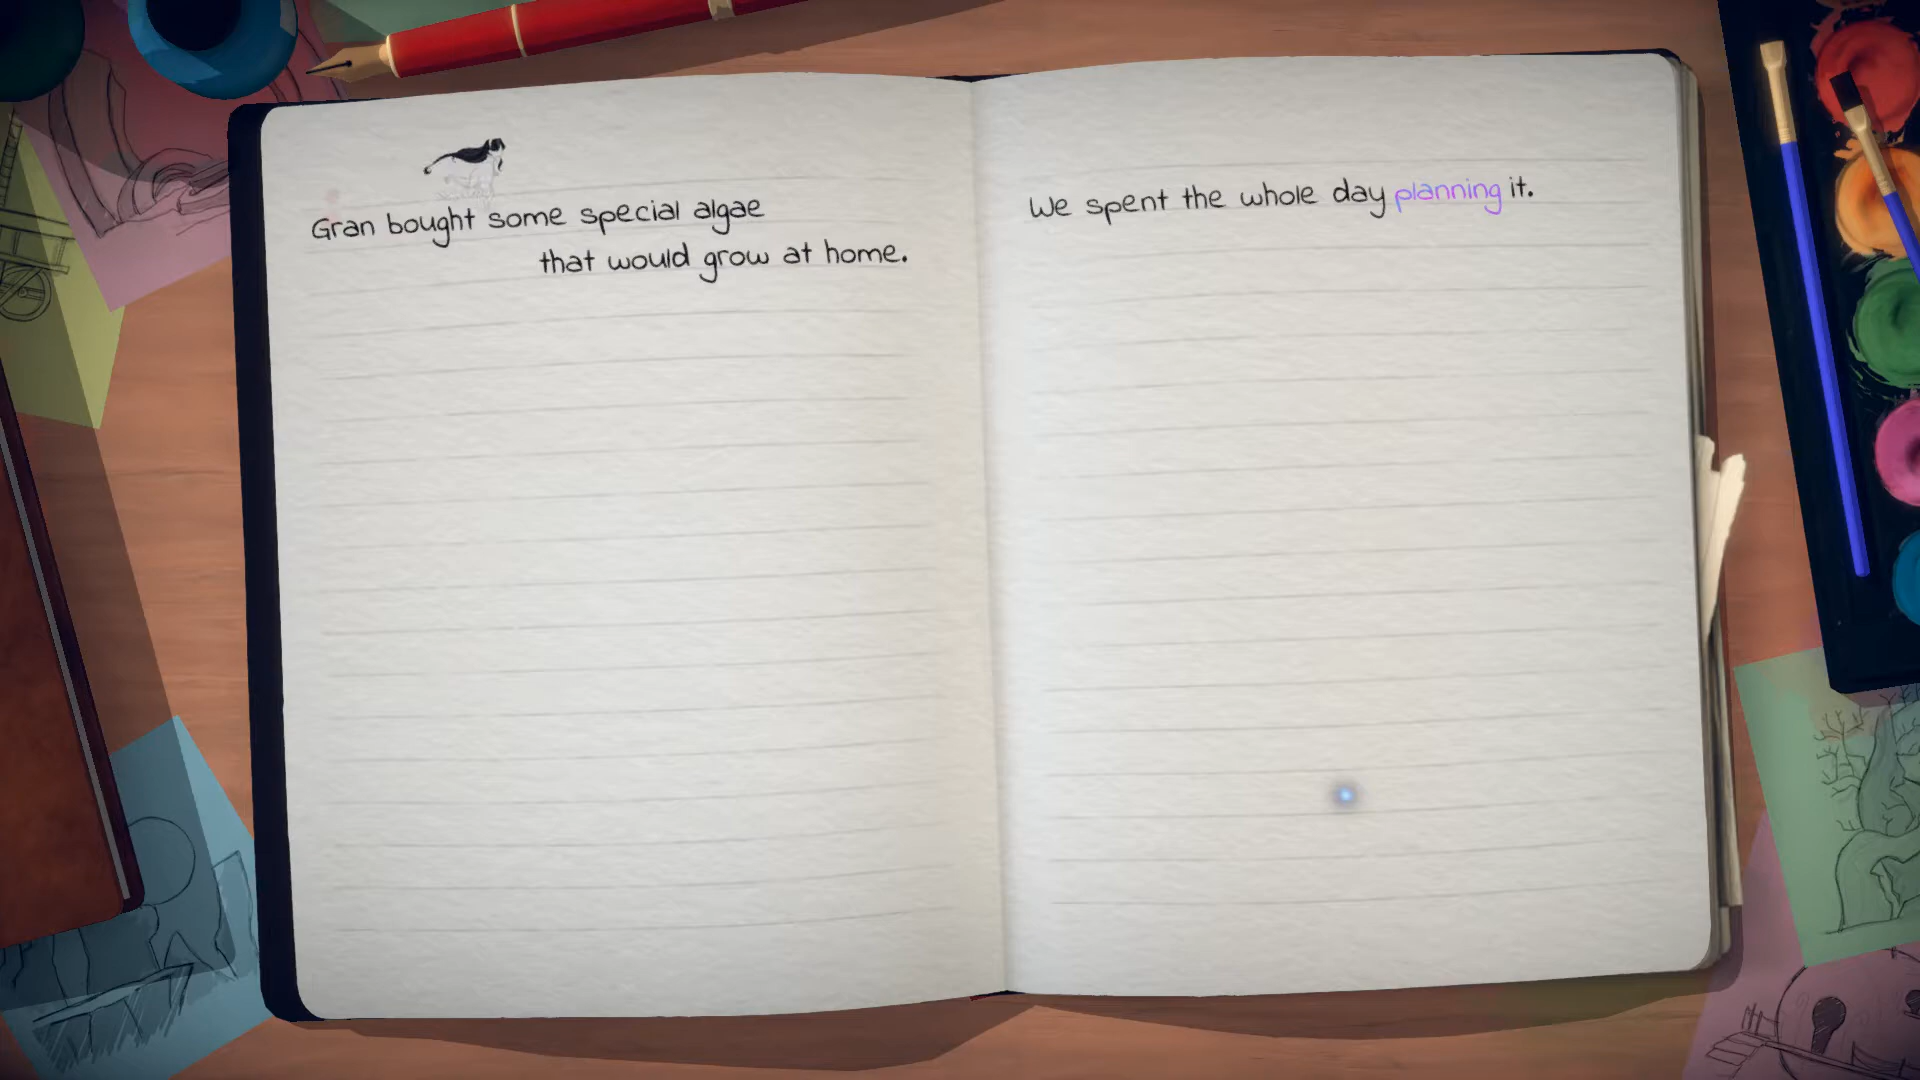 Gran bought some special algae
that would grow at home.
We spent the whole day planning it.